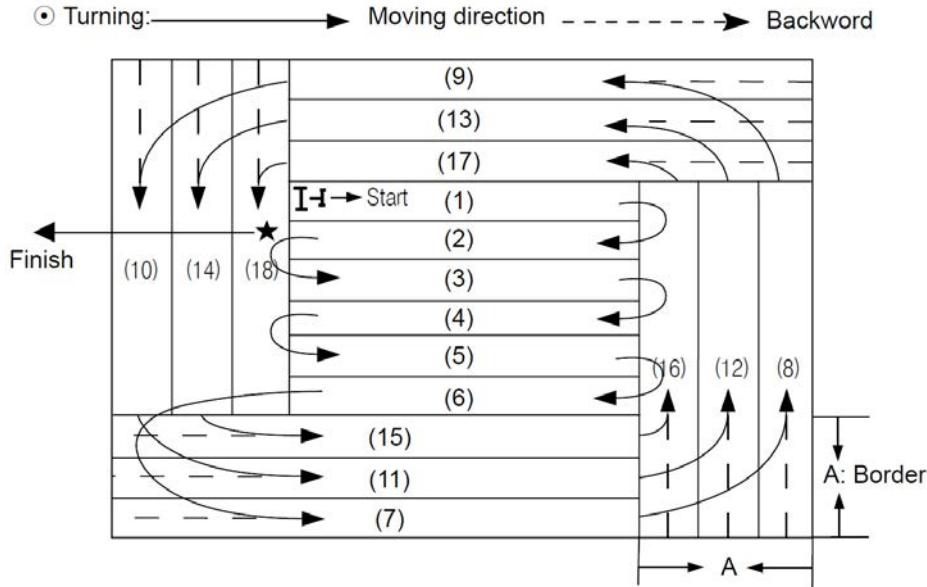 Turning: Moving direction Backword
(9)
(13)
(17)
Start (1)
(2)
Finish
(10) (14) (18) (3)
(4)
(5)
(16) (12) (8)
(6)
(15)
(11) A: Border
(7)
A